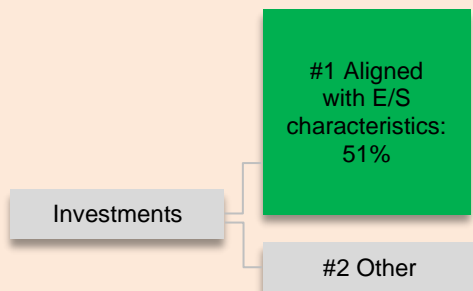 #1 Aligned
with E/S
characteristics:
51%
Investments
#2 Other